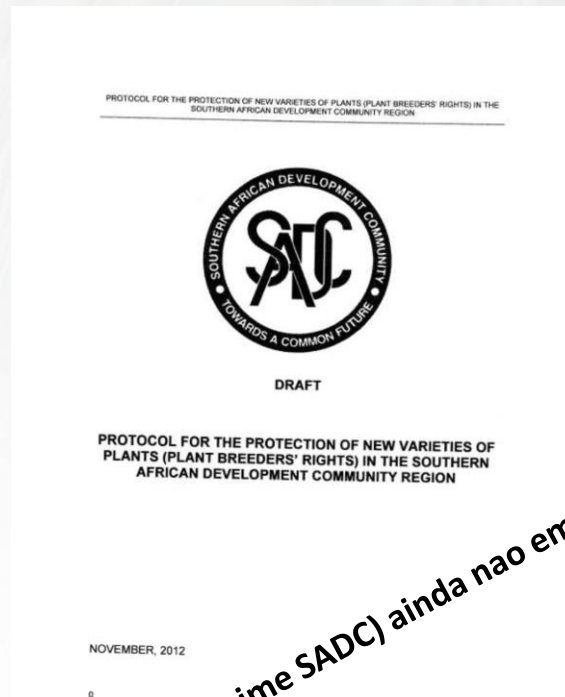 PROTOCOL FOR THE PROTECTION OF NEW VARIETIES OF PLANTS (PLANT BREEDERS' RIGHTS) IN THE
SOUTHERN AFRICAN DEVELOPMENT COMMUNITY REGION
SOUTHERN AFRICAN DEVELOPMENT COMMUNITY
SADC
TOWARDS A COMMON FUTURE
DRAFT
PROTOCOL FOR THE PROTECTION OF NEW VARIETIES OF
PLANTS (PLANT BREEDERS' RIGHTS) IN THE SOUTHERN
AFRICAN DEVELOPMENT COMMUNITY REGION
SADC) ainda nao
NOVEMBER, 2012
0